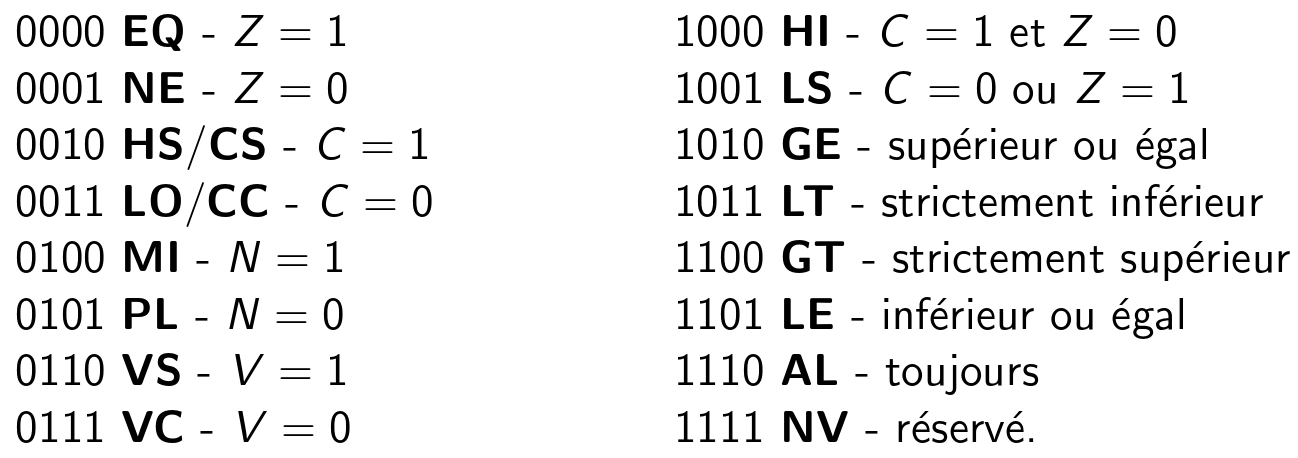 0000 EQ - Z = 1
0001 NE - Z = 0
0010 HS/CS - C = 1
0011 LO/CC - C = 0
0100 MI - N = 1
0101 PL - N = 0
0110 VS - V = 1
0111 VC - V = 0
1000 HI - C = 1 et Z = 0
1001 LS - C = 0 ou Z = 1
1010 GE - supérieur ou égal
1011 LT - strictement inférieur
1100 GT - strictement supérieur
1101 LE - inférieur ou égal
1110 AL - toujours
1111 NV - réservé.